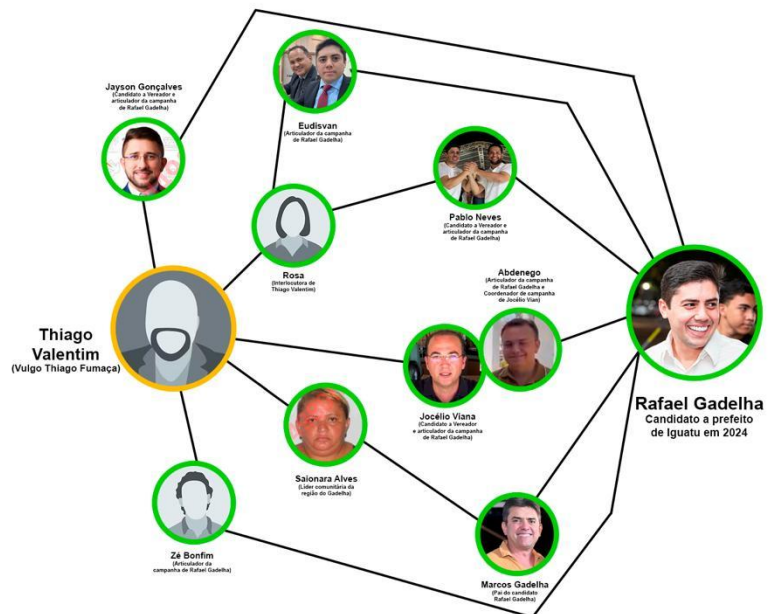 Jayson Gonçalves
(Candidato a Vereador e
articulador da campanha
de Rafael Gadelha)
Eudisvan
(Articulador da campanha
de Rafael Gadelha)
Pablo Neves
(Candidato a Vereador e
articulador da campanha
de Rafael Gadelha)
Rosa
(Interlocutora de
Thiago Valentim)
Abdenego
(Articulador da campanha
de Rafael Gadelha e
Coordenador de campanha
de Jocélio Vian)
Thiago
Valentim
(Vulgo Thiago Fumaça)
Rafael Gadelha
Candidato a prefeito
de Iguatu em 2024
Jocélio Viana
(Candidato a Vereador
e articulador da campanha
de Rafael Gadelha)
Saionara Alves
(Líder comunitária da
região do Gadelha)
Zé Bonfim
(Articulador da
campanha de Rafael Gadelha)
Marcos Gadelha
(Pai do candidato
Rafael Gadelha)